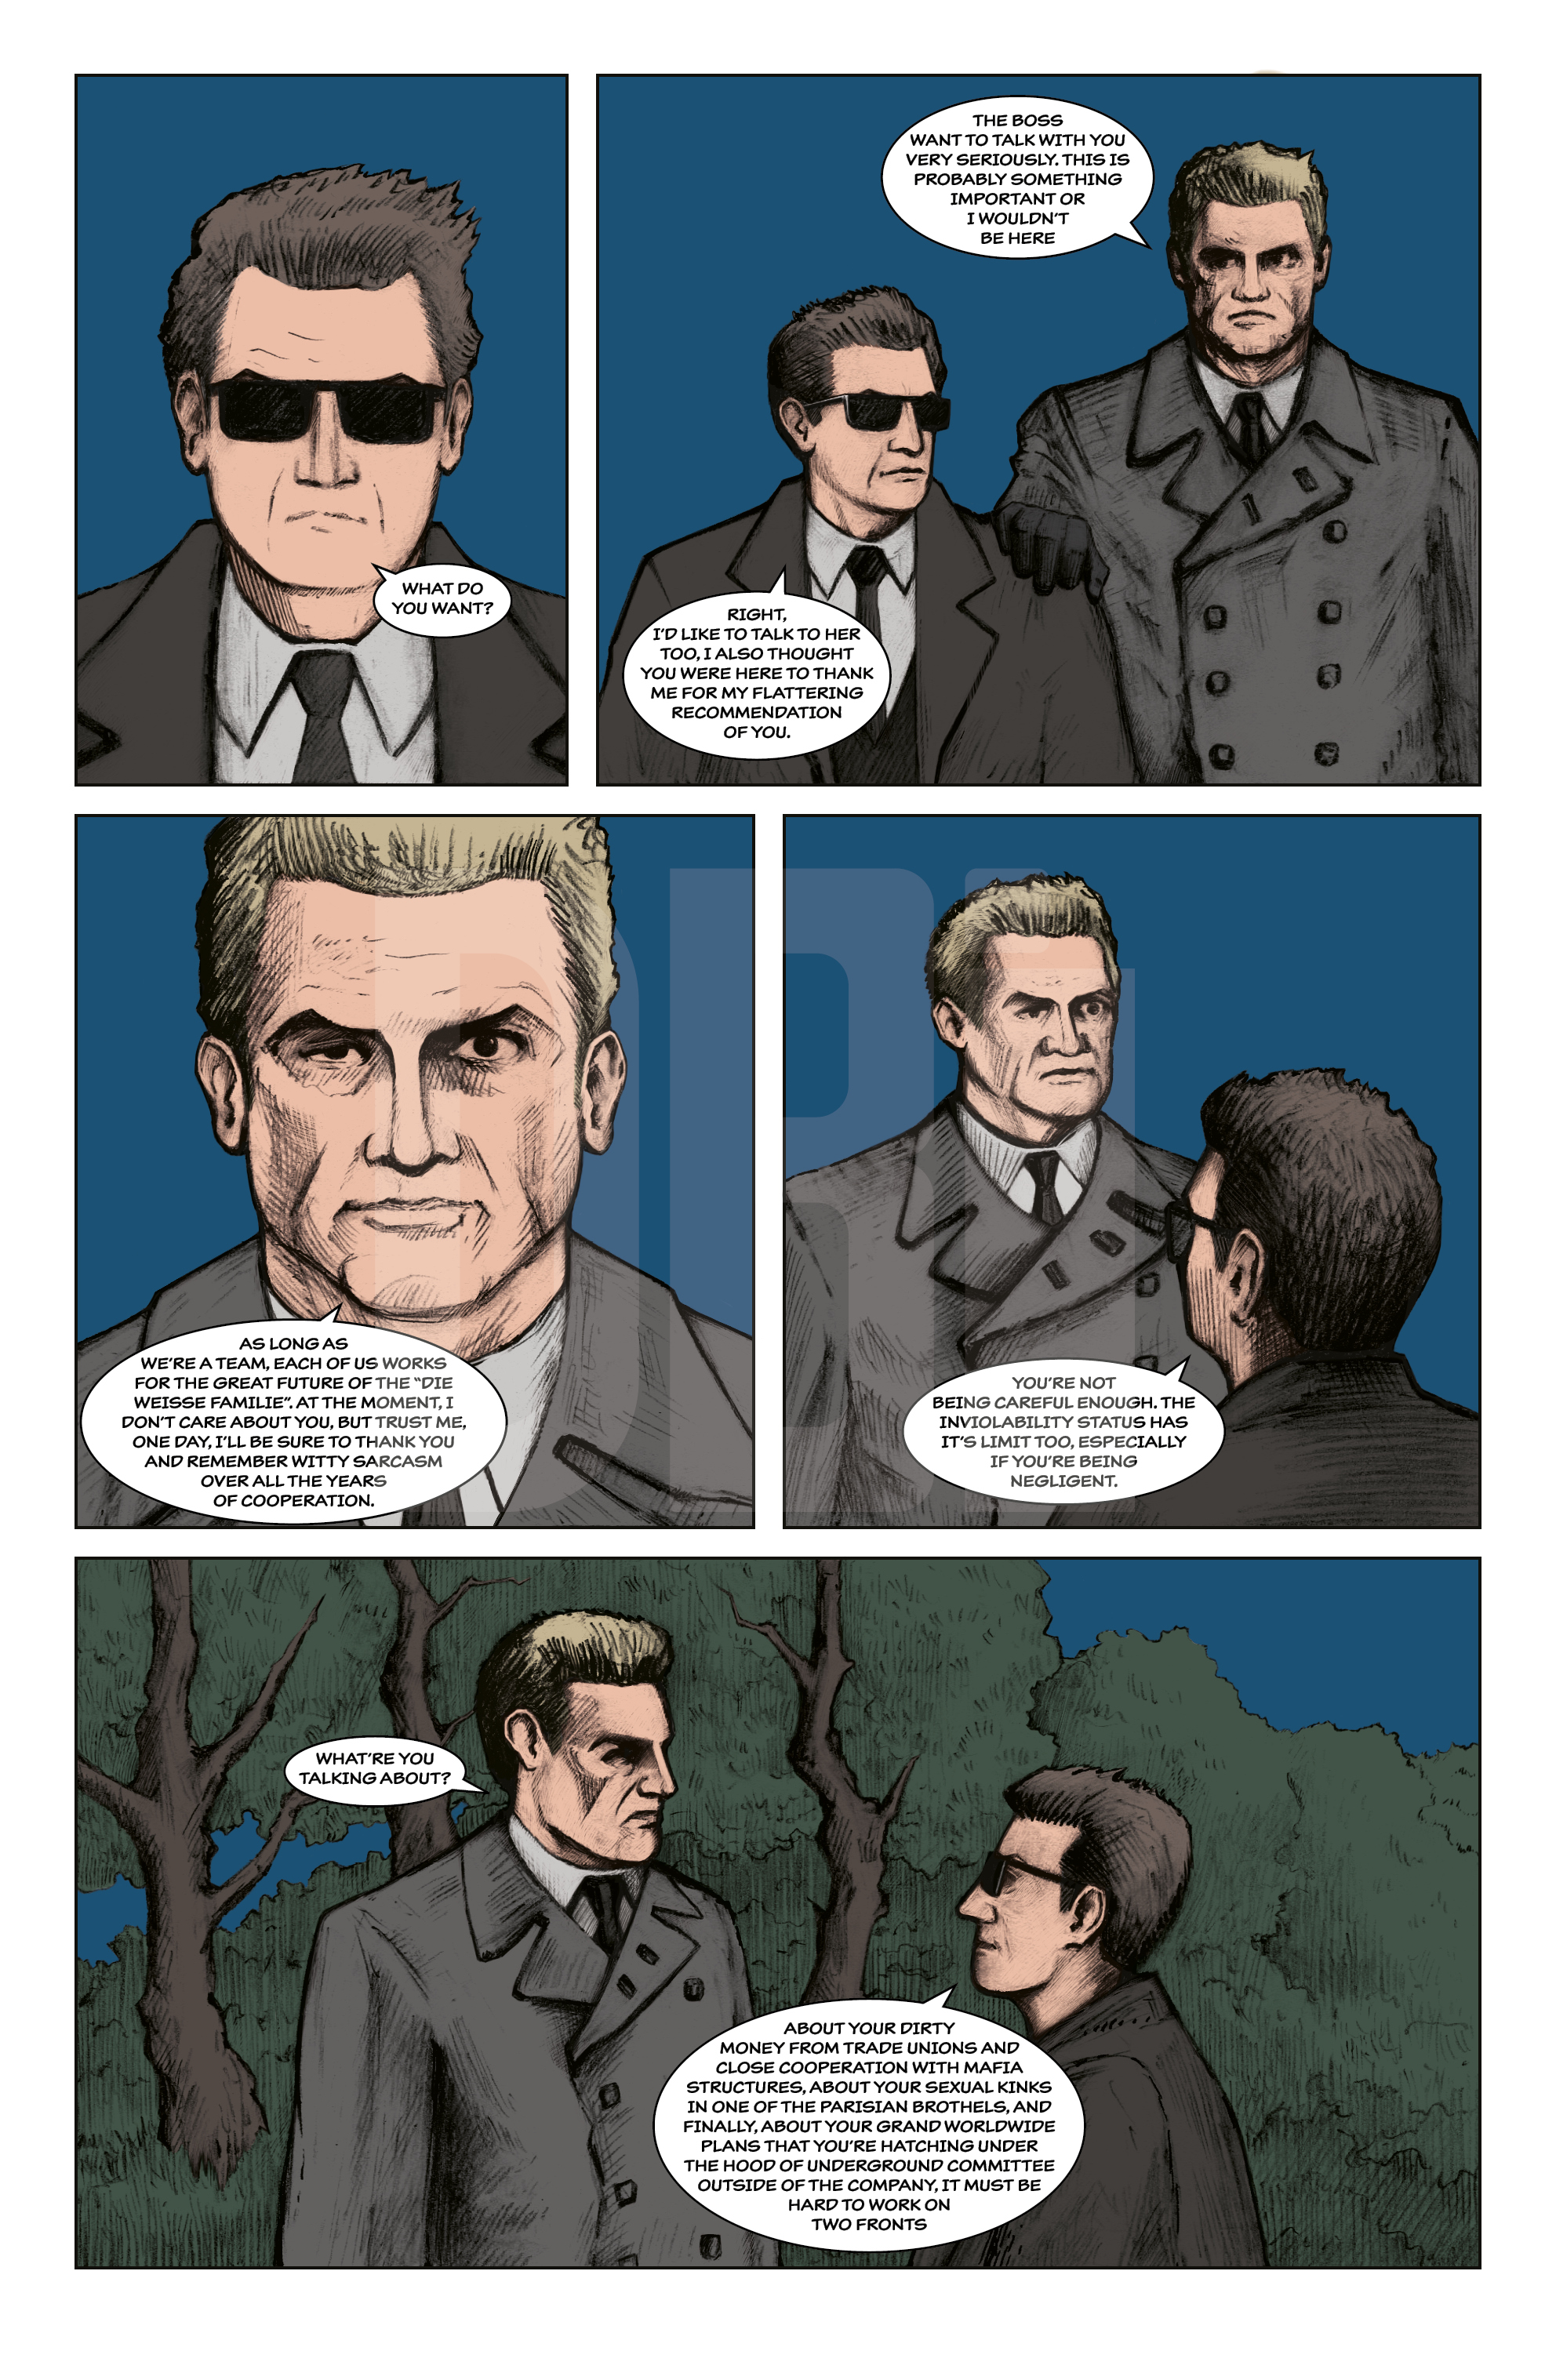 WHAT DO
YOU WANT?
THE BOSS
WANT TO TALK WITH YOU
VERY SERIOUSLY. THIS IS
PROBABLY SOMETHING
IMPORTANT OR
I WOULDN'T
BE HERE
RIGHT,
I'D LIKE TO TALK TO HER
TOO, I ALSO THOUGHT
YOU WERE HERE TO THANK
ME FOR MY FLATTERING
RECOMMENDATION
OF YOU.
AS LONG AS
WE'RE A TEAM, EACH OF US WORKS
FOR THE GREAT FUTURE OF THE "DIE
WEISSE FAMILIE". AT THE MOMENT, I
DON'T CARE ABOUT YOU, BUT TRUST ME,
ONE DAY, I'LL BE SURE TO THANK YOU
AND REMEMBER WITTY SARCASM
OVER ALL THE YEARS
OF COOPERATION.
YOU'RE NOT
BEING CAREFUL ENOUGH. THE
INVIOLABILITY STATUS HAS
IT'S LIMIT TOO, ESPECIALLY
IF YOU'RE BEING
NEGLIGENT.
WHAT'RE YOU
TALKING ABOUT?
ABOUT YOUR DIRTY
MONEY FROM TRADE UNIONS AND
CLOSE COOPERATION WITH MAFIA
STRUCTURES, ABOUT YOUR SEXUAL KINKS
IN ONE OF THE PARISIAN BROTHELS, AND
FINALLY, ABOUT YOUR GRAND WORLDWIDE
PLANS THAT YOU'RE HATCHING UNDER
THE HOOD OF UNDERGROUND COMMITTEE
OUTSIDE OF THE COMPANY, IT MUST BE
HARD TO WORK ON
TWO FRONTS